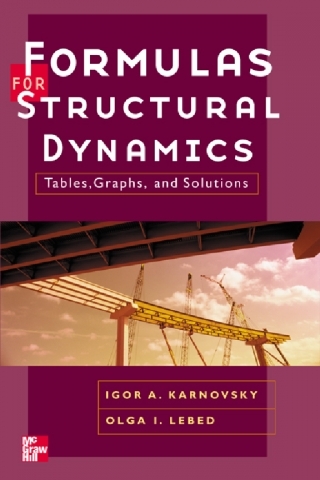 FORMULAS
FOR
STRUCTURAL
DYNAMICS
Tables,Graphs, and Solutions
IGOR A. KARNOVSKY
OLGA I. LEBED
Mc
Graw
Hill